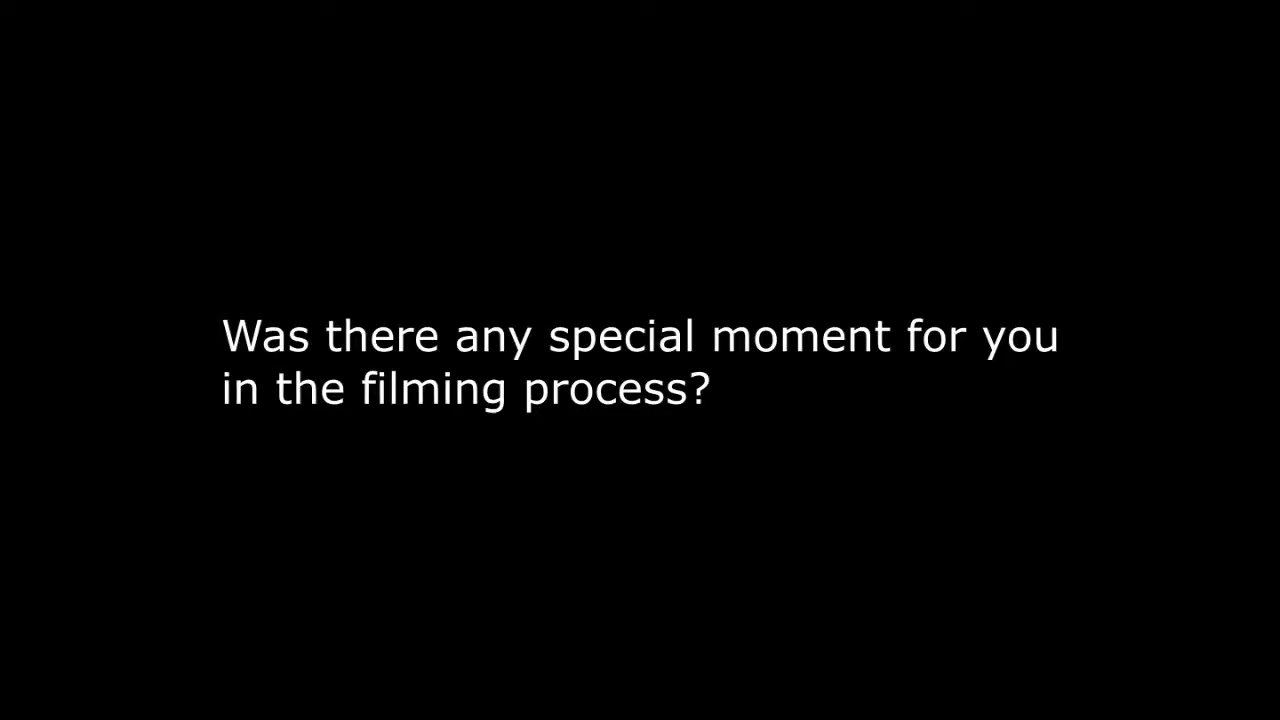 Was there any special moment for you
in the filming process?